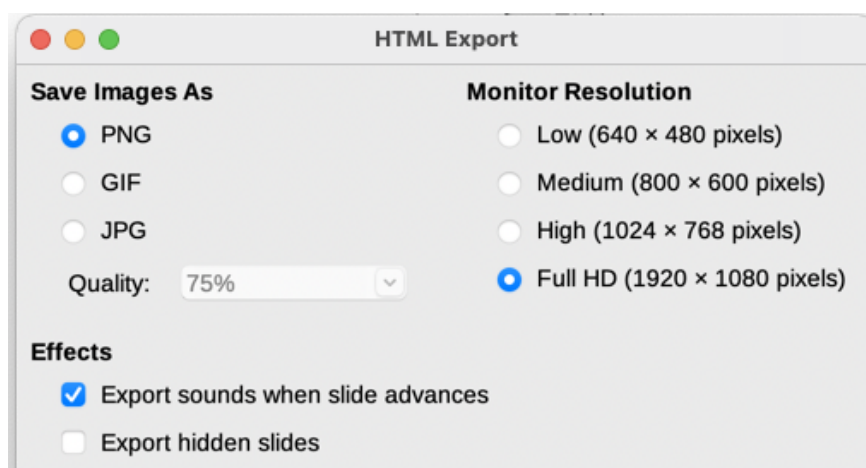 HTML Export
Save Images As
PNG
GIF
JPG
Quality: 75%
Monitor Resolution
Low (640 × 480 pixels)
Medium (800 × 600 pixels)
High (1024 × 768 pixels)
Full HD (1920 × 1080 pixels)
Effects
Export sounds when slide advances
Export hidden slides